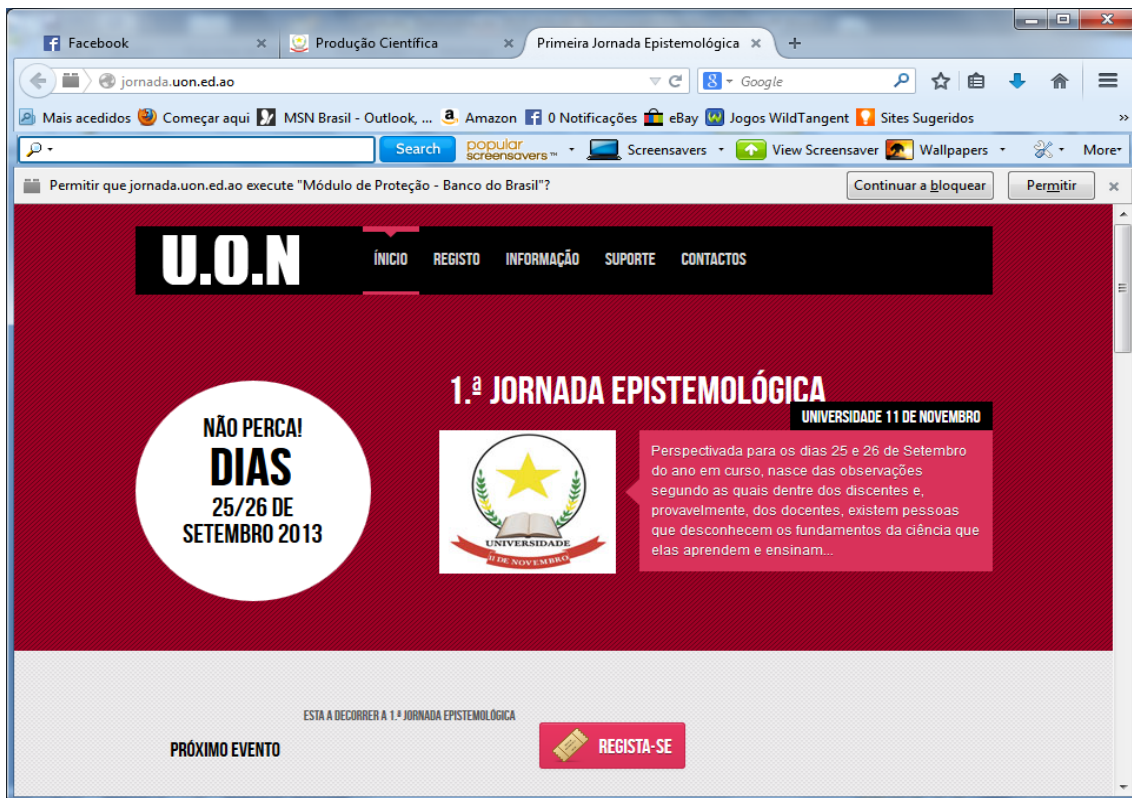 Facebook
Produção Científica
Primeira Jornada Epistemológica
jornada.uon.ed.ao
Google
Mais acedidos
Começar aqui
MSN Brasil - Outlook, ...
Amazon
0 Notificações
eBay
Jogos WildTangent
Sites Sugeridos
Search
popular screensavers™
Screensavers
View Screensaver
Wallpapers
More
Permitir que jornada.uon.ed.ao execute "Módulo de Proteção - Banco do Brasil"?
Continuar a bloquear
Permitir
U.O.N
ÍNICIO
REGISTO
INFORMAÇÃO
SUPORTE
CONTACTOS
1.ª JORNADA EPISTEMOLÓGICA
UNIVERSIDADE 11 DE NOVEMBRO
NÃO PERCA!
DIAS
25/26 DE
SETEMBRO 2013
UNIVERSIDADE
11 DE NOVEMBRO
Perspectivada para os dias 25 e 26 de Setembro
do ano em curso, nasce das observações
segundo as quais dentre dos discentes e,
provavelmente, dos docentes, existem pessoas
que desconhecem os fundamentos da ciência que
elas aprendem e ensinam...
ESTA A DECORRER A 1.ª JORNADA EPISTEMOLÓGICA
PRÓXIMO EVENTO
REGISTA-SE